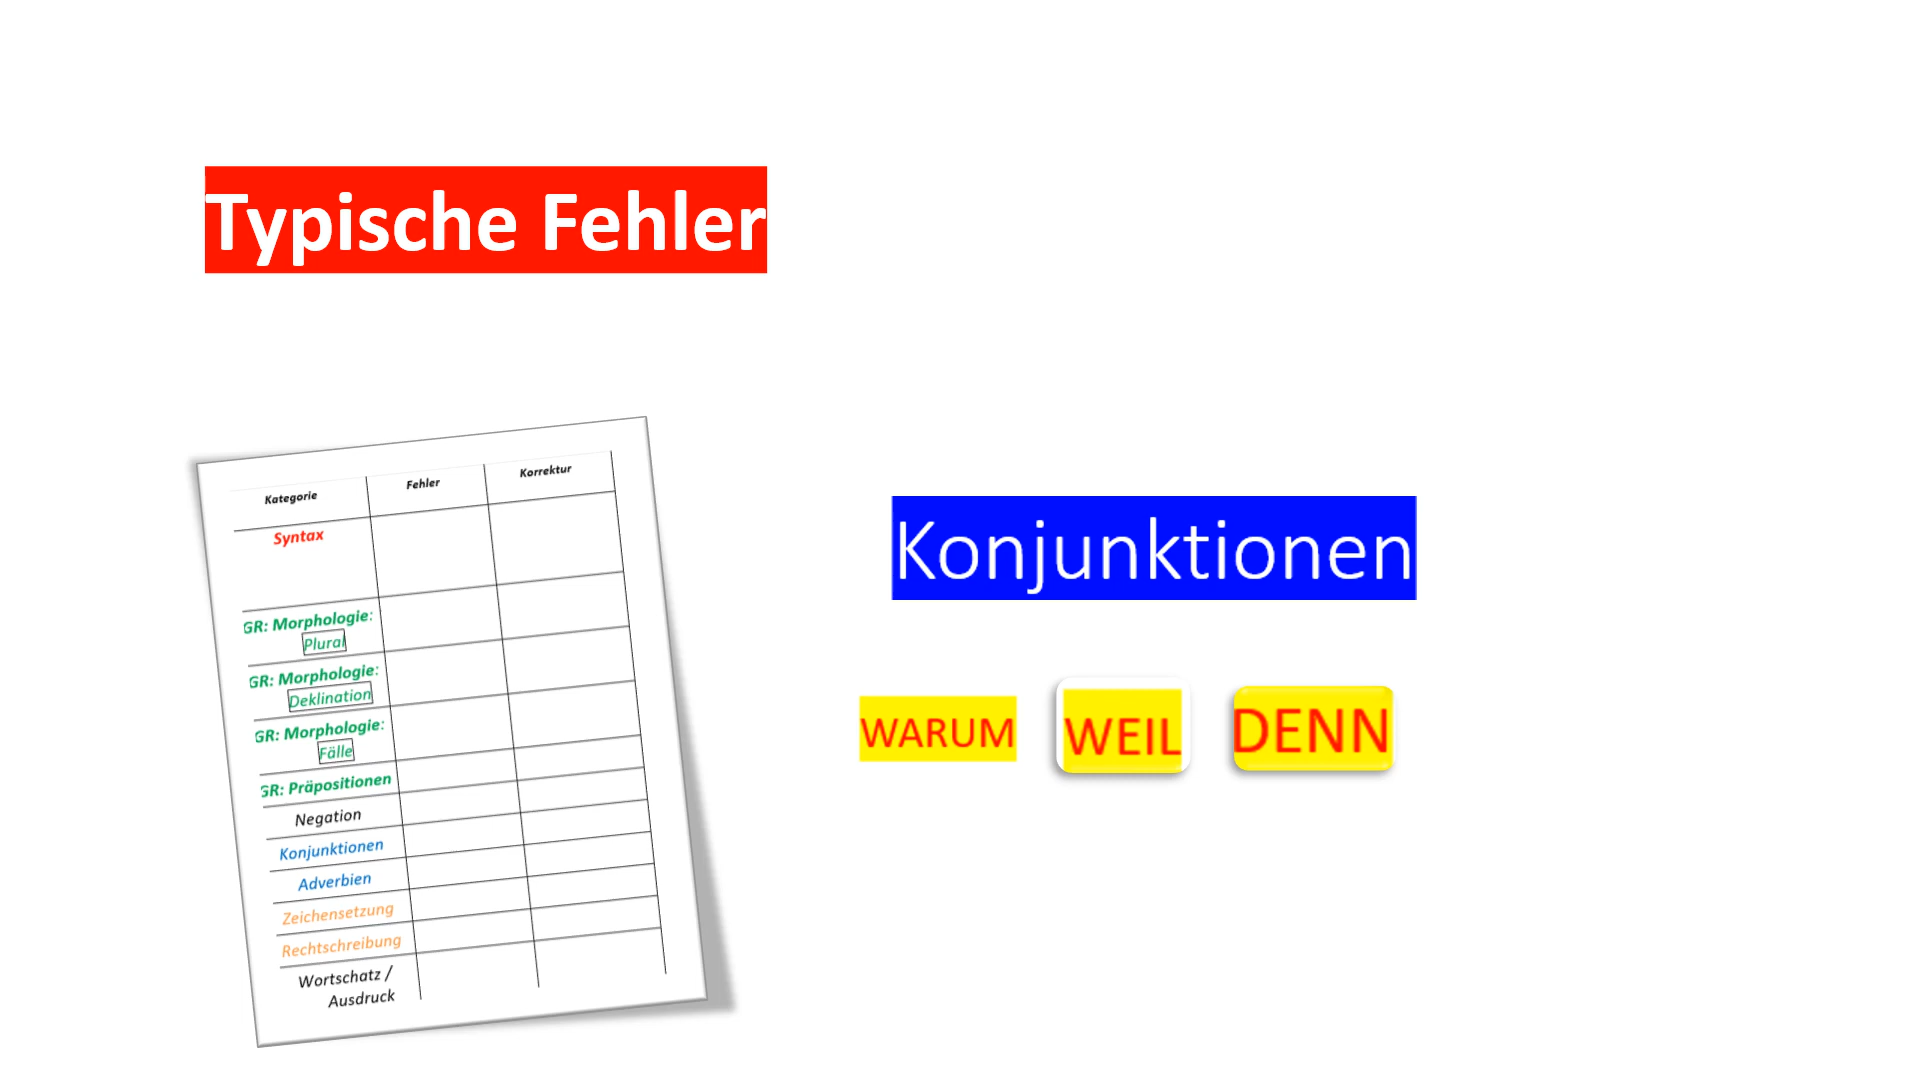 Typische Fehler
Kategorie Fehler Korrektur
Syntax
GR: Morphologie:
Plural
GR: Morphologie:
Deklination
GR: Morphologie:
Fälle
GR: Präpositionen
Negation
Konjunktionen
Adverbien
Zeichensetzung
Rechtschreibung
Wortschatz /
Ausdruck
Konjunktionen
WARUM WEIL DENN